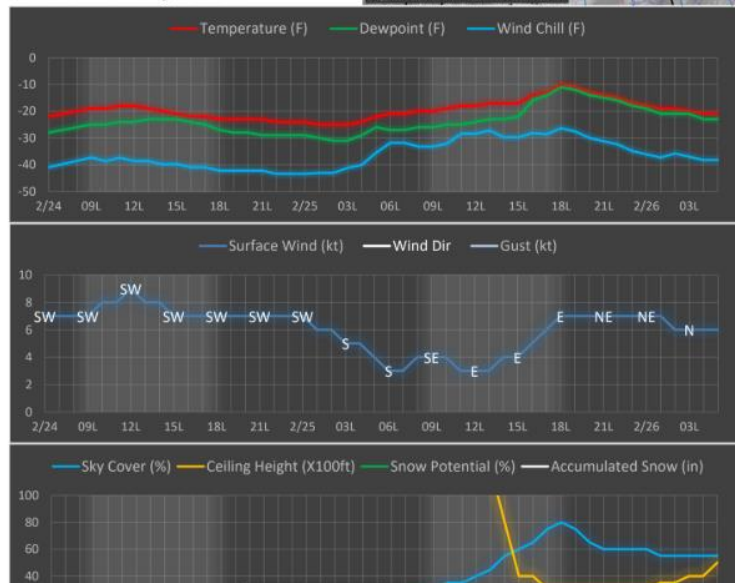 Temperature (F) Dewpoint (F) Wind Chill (F)
0
-10
-20
-30
-40
-50
2/24 09L 12L 15L 18L 21L 2/25 03L 06L 09L 12L 15L 18L 21L 2/26 03L
Surface Wind (kt) Wind Dir Gust (kt)
10
8
6
4
2
0
SW SW SW SW SW SW SW S S SE E E E NE NE N
2/24 09L 12L 15L 18L 21L 2/25 03L 06L 09L 12L 15L 18L 21L 2/26 03L
Sky Cover (%) Ceiling Height (X100ft) Snow Potential (%) Accumulated Snow (in)
100
80
60
40